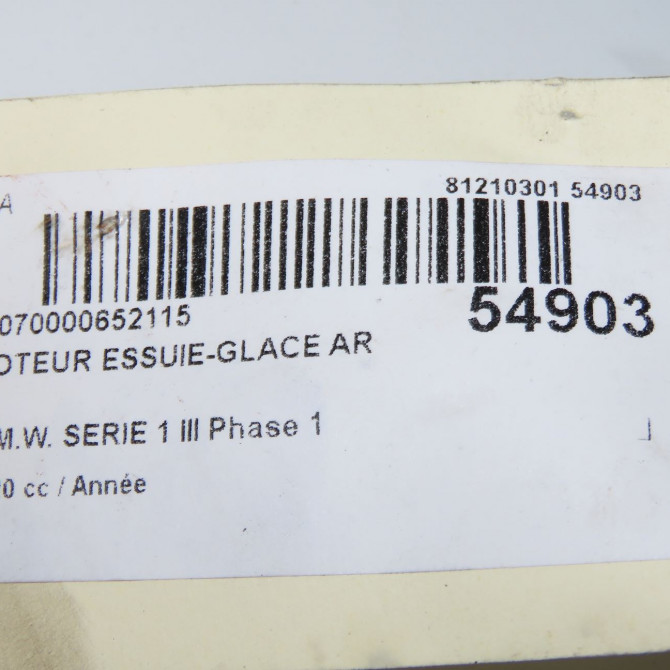 A
81210301 54903
070000652115
54903
OTEUR ESSUIE-GLACE AR
M.W. SERIE 1 III Phase 1
0 cc / Année